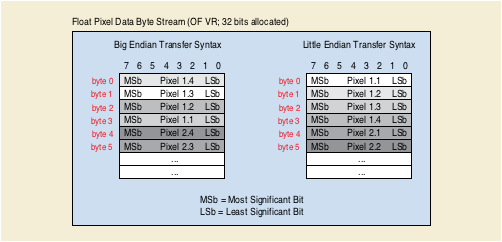 Float Pixel Data Byte Stream (OF VR; 32 bits allocated)
Big Endian Transfer Syntax
7 6 5 4 3 2 1 0
byte 0 MSb Pixel 1.4 LSb
byte 1 MSb Pixel 1.3 LSb
byte 2 MSb Pixel 1.2 LSb
byte 3 MSb Pixel 1.1 LSb
byte 4 MSb Pixel 2.4 LSb
byte 5 MSb Pixel 2.3 LSb
...
...
Little Endian Transfer Syntax
7 6 5 4 3 2 1 0
byte 0 MSb Pixel 1.1 LSb
byte 1 MSb Pixel 1.2 LSb
byte 2 MSb Pixel 1.3 LSb
byte 3 MSb Pixel 1.4 LSb
byte 4 MSb Pixel 2.1 LSb
byte 5 MSb Pixel 2.2 LSb
...
...
MSb = Most Significant Bit
LSb = Least Significant Bit